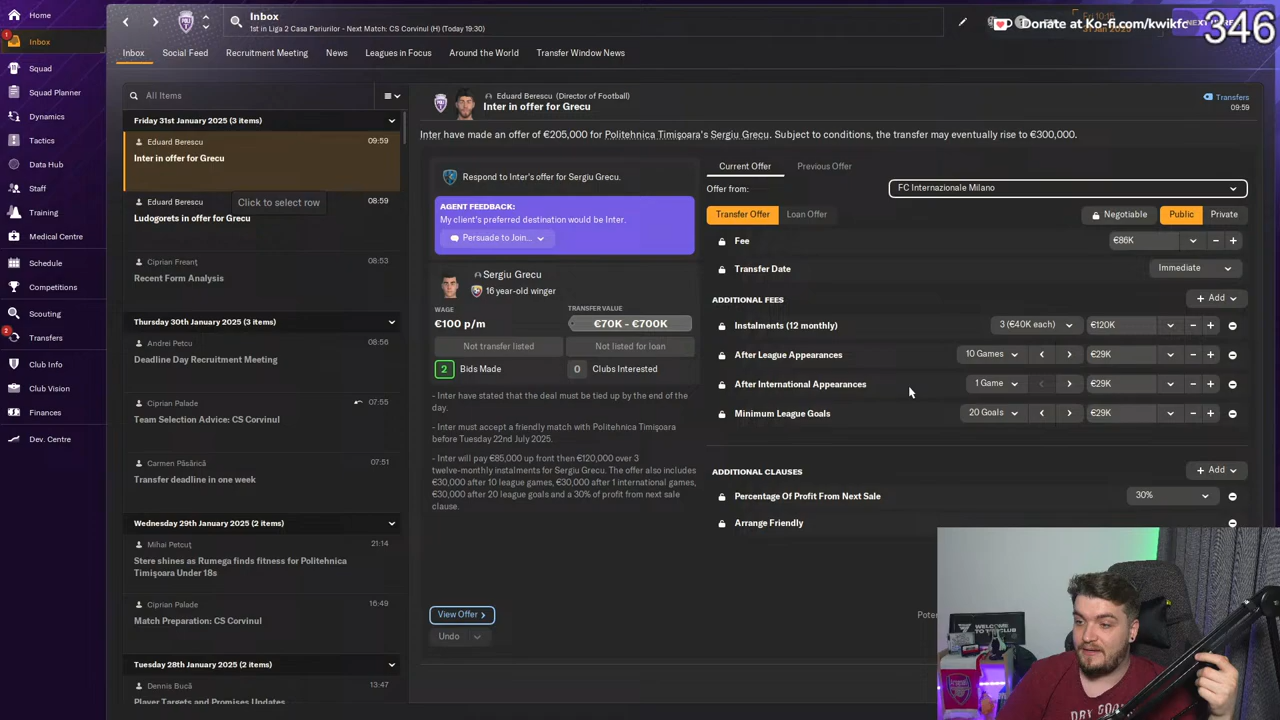 Home
Inbox
1st in Liga 2 Casa Pariurilor - Next Match: CS Corvinul (H) (Today 19:30)
Donate at Ko-fi.com/kwikfc
346
1
Inbox
Inbox
Social Feed
Recruitment Meeting
News
Leagues in Focus
Around the World
Transfer Window News
Squad
Squad Planner
Dynamics
Tactics
Data Hub
Staff
Training
Medical Centre
Schedule
Competitions
Scouting
2
Transfers
Club Info
Club Vision
Finances
Dev. Centre
All Items
Friday 31st January 2025 (3 items)
Eduard Berescu
09:59
Inter in offer for Grecu
Eduard Berescu
08:59
Click to select row
Ludogorets in offer for Grecu
Ciprian Freanț
08:53
Recent Form Analysis
Thursday 30th January 2025 (3 items)
Andrei Petcu
08:56
Deadline Day Recruitment Meeting
Ciprian Palade
07:55
Team Selection Advice: CS Corvinul
Carmen Păsărică
07:51
Transfer deadline in one week
Wednesday 29th January 2025 (2 items)
Mihai Petcuț
21:14
Stere shines as Rumega finds fitness for Politehnica
Timișoara Under 18s
Ciprian Palade
16:49
Match Preparation: CS Corvinul
Tuesday 28th January 2025 (2 items)
Dennis Bucă
13:47
Player Targets and Promises Updates
Eduard Berescu (Director of Football)
Inter in offer for Grecu
Transfers
09:59
Inter have made an offer of €205,000 for Politehnica Timișoara's Sergiu Grecu. Subject to conditions, the transfer may eventually rise to €300,000.
Respond to Inter's offer for Sergiu Grecu.
AGENT FEEDBACK:
My client's preferred destination would be Inter.
Persuade to Join...
Sergiu Grecu
16 year-old winger
WAGE
€100 p/m
TRANSFER VALUE
€70K - €700K
Not transfer listed
Not listed for loan
2
Bids Made
0
Clubs Interested
- Inter have stated that the deal must be tied up by the end of the
day.
- Inter must accept a friendly match with Politehnica Timișoara
before Tuesday 22nd July 2025.
- Inter will pay €85,000 up front then €120,000 over 3
twelve-monthly instalments for Sergiu Grecu. The offer also includes
€30,000 after 10 league games, €30,000 after 1 international games,
€30,000 after 20 league goals and a 30% of profit from next sale
clause.
View Offer
Undo
Current Offer
Previous Offer
Offer from:
FC Internazionale Milano
Transfer Offer
Loan Offer
Negotiable
Public
Private
Fee
€86K
Transfer Date
Immediate
ADDITIONAL FEES
Add
Instalments (12 monthly)
3 (€40K each)
€120K
After League Appearances
10 Games
€29K
After International Appearances
1 Game
€29K
Minimum League Goals
20 Goals
€29K
ADDITIONAL CLAUSES
Add
Percentage Of Profit From Next Sale
30%
Arrange Friendly
WELCOME